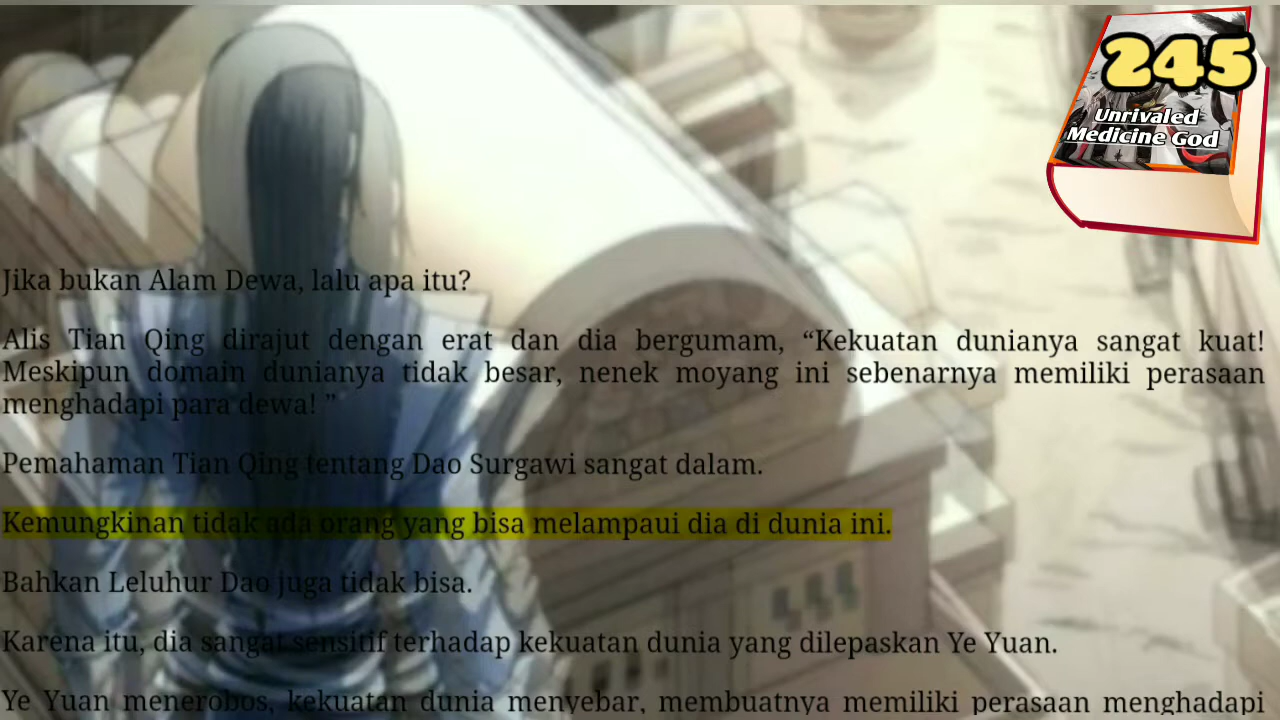 245
Unrivaled
Medicine God
Jika bukan Alam Dewa, lalu apa itu?
Alis Tian Qing dirajut dengan erat dan dia bergumam, “Kekuatan dunianya sangat kuat!
Meskipun domain dunianya tidak besar, nenek moyang ini sebenarnya memiliki perasaan
menghadapi para dewa! ”
Pemahaman Tian Qing tentang Dao Surgawi sangat dalam.
Kemungkinan tidak ada orang yang bisa melampaui dia di dunia ini.
Bahkan Leluhur Dao juga tidak bisa.
Karena itu, dia sangat sensitif terhadap kekuatan dunia yang dilepaskan Ye Yuan.
Ye Yuan menerobos, kekuatan dunia menyebar, membuatnya memiliki perasaan menghadapi